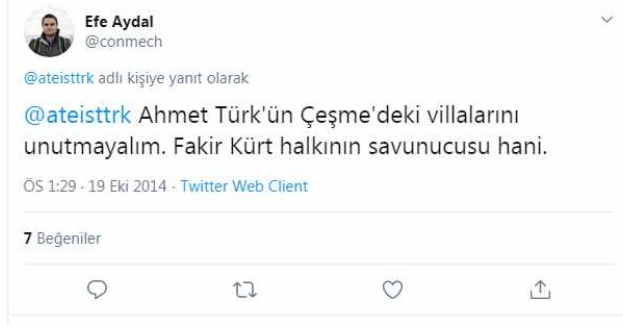 Efe Aydal
@conmech
@ateisttrk adlı kişiye yanıt olarak
@ateisttrk Ahmet Türk'ün Çeşme'deki villalarını
unutmayalım. Fakir Kürt halkının savunucusu hani.
ÖS 1:29 · 19 Eki 2014 · Twitter Web Client
7 Beğeniler